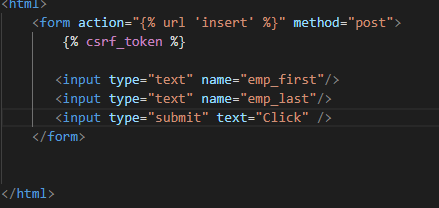 <html>
<form action="{% url 'insert' %}" method="post">
{% csrf_token %}
<input type="text" name="emp_first"/>
<input type="text" name="emp_last"/>
<input type="submit" text="Click" />
</form>
</html>